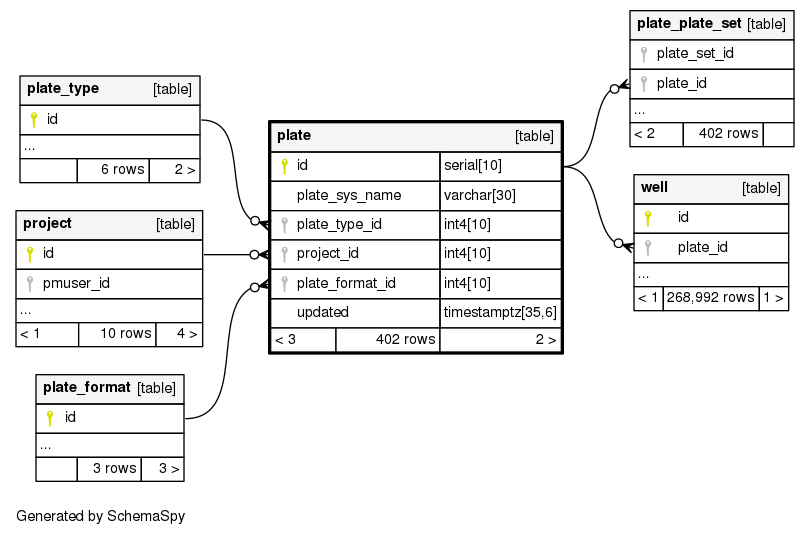 plate_type [table]
id
...
6 rows 2 >
project [table]
id
pmuser_id
...
< 1 10 rows 4 >
plate_format [table]
id
...
3 rows 3 >
plate [table]
id serial[10]
plate_sys_name varchar[30]
plate_type_id int4[10]
project_id int4[10]
plate_format_id int4[10]
updated timestamptz[35,6]
< 3 402 rows 2 >
plate_plate_set [table]
plate_set_id
plate_id
...
< 2 402 rows
well [table]
id
plate_id
...
< 1 268,992 rows 1 >
Generated by SchemaSpy